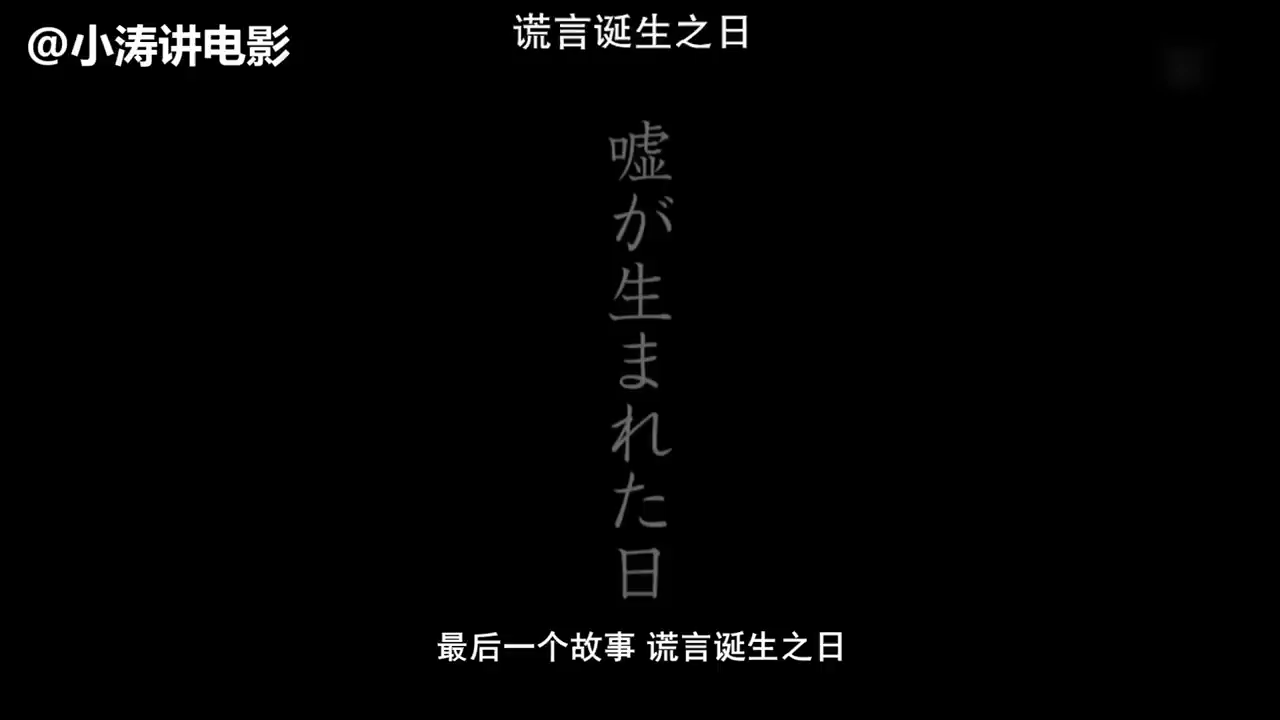 @小涛讲电影
谎言诞生之日
嘘が生まれた日
最后一个故事 谎言诞生之日